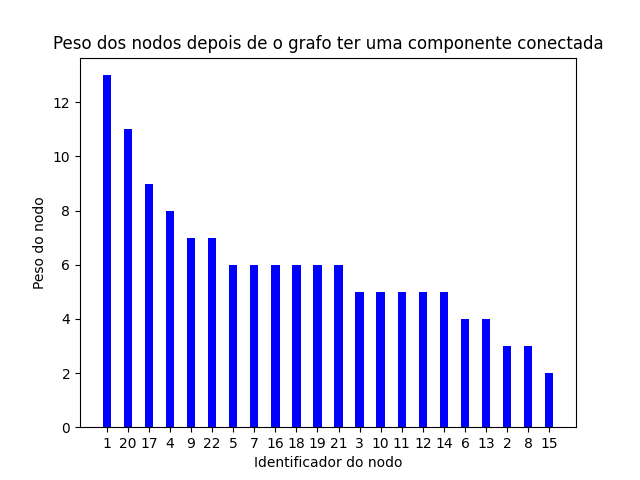 Peso dos nodos depois de o grafo ter uma componente conectada
Peso do nodo
12
10
8
6
4
2
0
1 20 17 4 9 22 5 7 16 18 19 21 3 10 11 12 14 6 13 2 8 15
Identificador do nodo